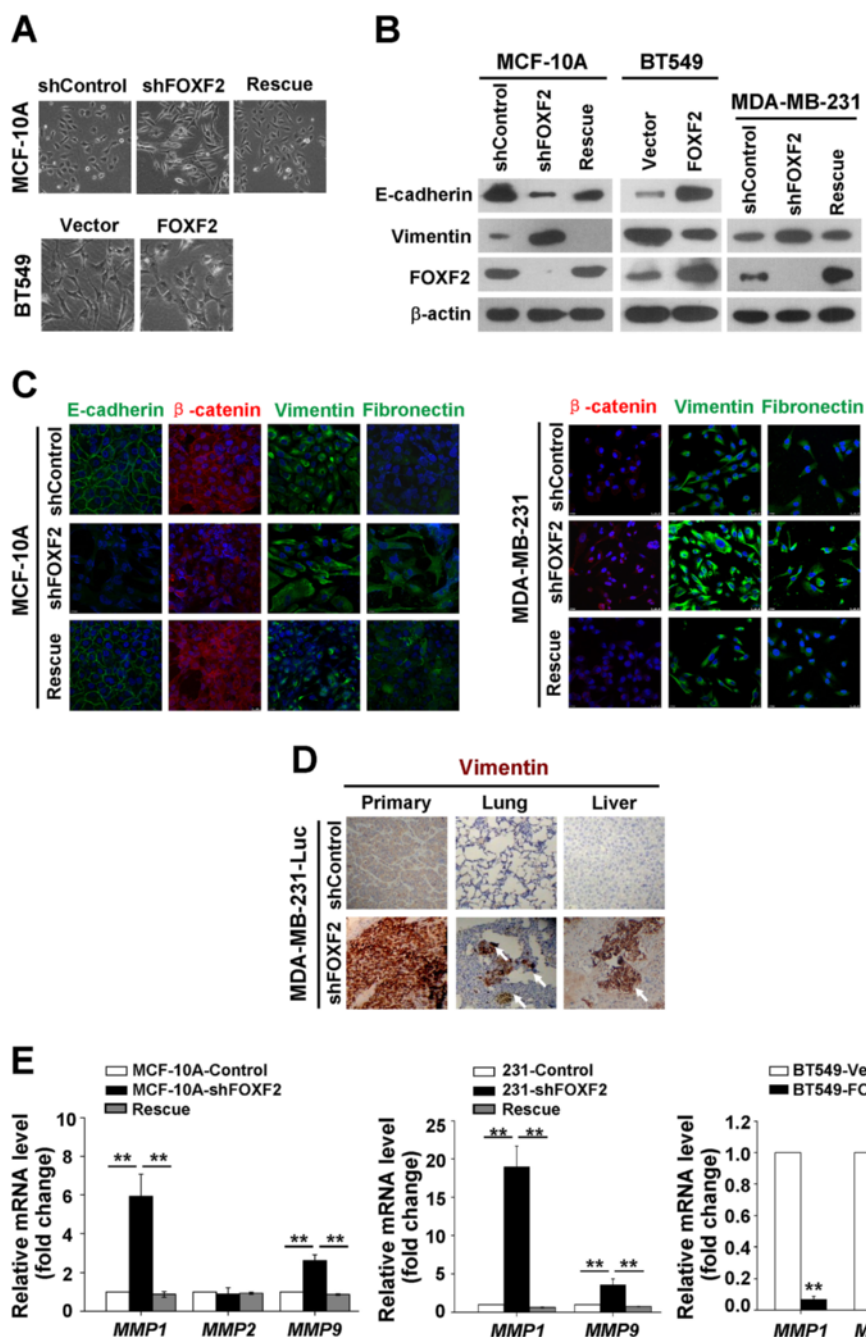 A
shControl shFOXF2 Rescue
MCF-10A
Vector FOXF2
BT549
B
MCF-10A BT549 MDA-MB-231
shControl shFOXF2 Rescue Vector FOXF2 shControl shFOXF2 Rescue
E-cadherin
Vimentin
FOXF2
β-actin
C
E-cadherin β-catenin Vimentin Fibronectin
MCF-10A
shControl
shFOXF2
Rescue
β-catenin Vimentin Fibronectin
MDA-MB-231
shControl
shFOXF2
Rescue
D
Vimentin
Primary Lung Liver
MDA-MB-231-Luc
shControl
shFOXF2
E
MCF-10A-Control
MCF-10A-shFOXF2
Rescue
Relative mRNA level
(fold change)
10
8
6
4
2
0
** **
** **
MMP1 MMP2 MMP9
231-Control
231-shFOXF2
Rescue
Relative mRNA level
(fold change)
25
20
15
10
5
0
** **
** **
MMP1 MMP9
BT549-Ve
BT549-FO
Relative mRNA level
(fold change)
1.2
1.0
0.8
0.6
0.4
0.2
0.0
**
MMP1